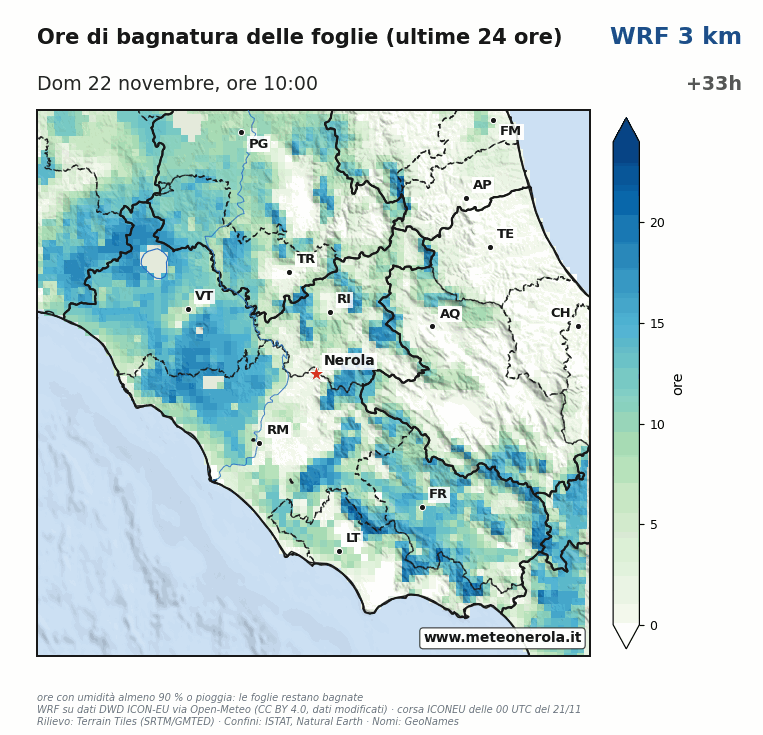 Ore di bagnatura delle foglie (ultime 24 ore)
WRF 3 km
Dom 22 novembre, ore 10:00
+33h
FM
PG
AP
TE
TR
VT
RI
AQ
CH
Nerola
RM
FR
LT
www.meteonerola.it
20
15
10
5
0
ore
ore con umidità almeno 90 % o pioggia: le foglie restano bagnate
WRF su dati DWD ICON-EU via Open-Meteo (CC BY 4.0, dati modificati) · corsa ICONEU delle 00 UTC del 21/11
Rilievo: Terrain Tiles (SRTM/GMTED) · Confini: ISTAT, Natural Earth · Nomi: GeoNames